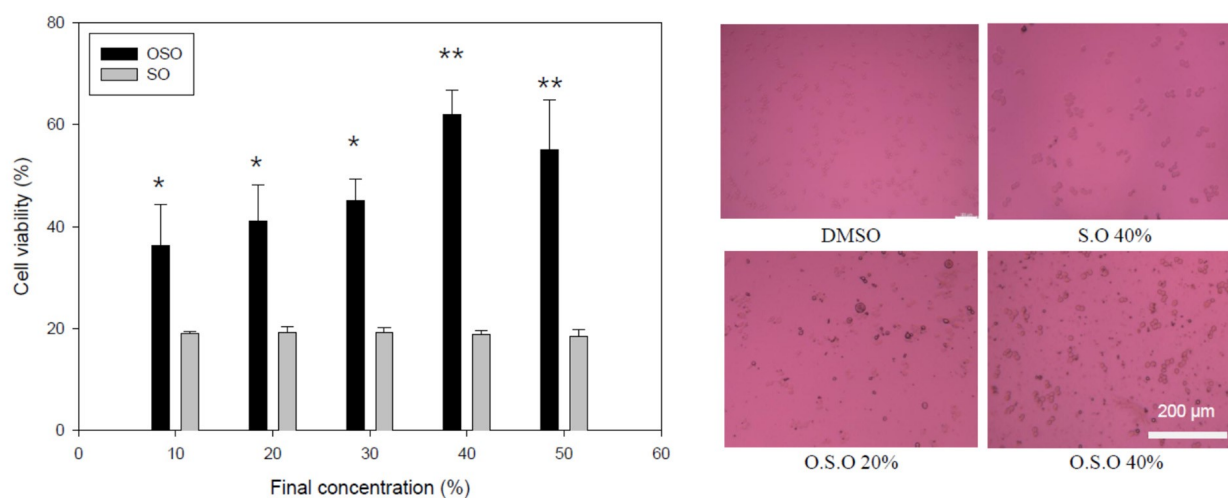 80
60
40
20
0
Cell viability (%)
OSO
SO
*
*
*
**
**
0
10
20
30
40
50
60
Final concentration (%)
DMSO
S.O 40%
O.S.O 20%
200 μm
O.S.O 40%